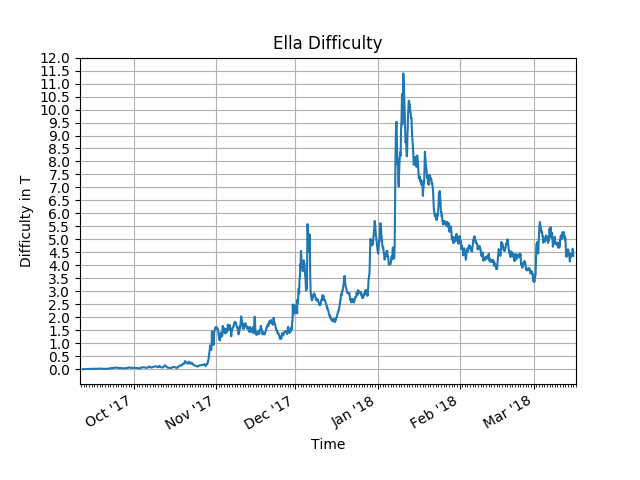 Ella Difficulty
Difficulty in T
12.0
11.5
11.0
10.5
10.0
9.5
9.0
8.5
8.0
7.5
7.0
6.5
6.0
5.5
5.0
4.5
4.0
3.5
3.0
2.5
2.0
1.5
1.0
0.5
0.0
Oct '17
Nov '17
Dec '17
Jan '18
Feb '18
Mar '18
Time